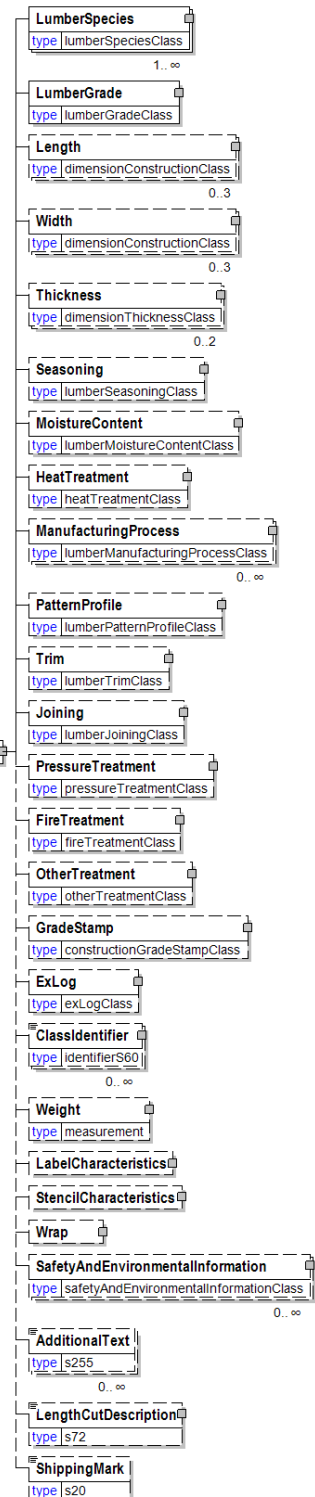 LumberSpecies
type lumberSpeciesClass
1.. ∞
LumberGrade
type lumberGradeClass
Length
type dimensionConstructionClass
0..3
Width
type dimensionConstructionClass
0..3
Thickness
type dimensionThicknessClass
0..2
Seasoning
type lumberSeasoningClass
MoistureContent
type lumberMoistureContentClass
HeatTreatment
type heatTreatmentClass
ManufacturingProcess
type lumberManufacturingProcessClass
0.. ∞
PatternProfile
type lumberPatternProfileClass
Trim
type lumberTrimClass
Joining
type lumberJoiningClass
PressureTreatment
type pressureTreatmentClass
FireTreatment
type fireTreatmentClass
OtherTreatment
type otherTreatmentClass
GradeStamp
type constructionGradeStampClass
ExLog
type exLogClass
ClassIdentifier
type identifierS60
0.. ∞
Weight
type measurement
LabelCharacteristics
StencilCharacteristics
Wrap
SafetyAndEnvironmentalInformation
type safetyAndEnvironmentalInformationClass
0.. ∞
AdditionalText
type s255
0.. ∞
LengthCutDescription
type s72
ShippingMark
type s20